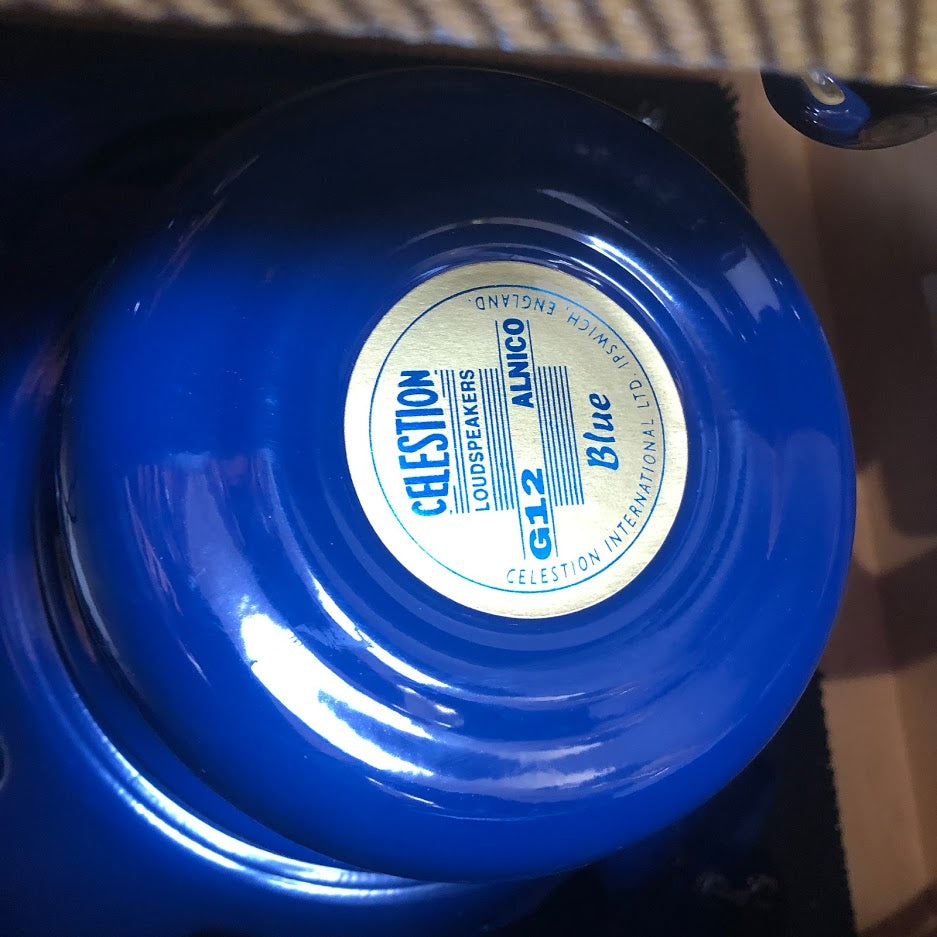 CELESTION
LOUDSPEAKERS
G12 ALNICO
Blue
CELESTION INTERNATIONAL LTD. IPSWICH, ENGLAND.